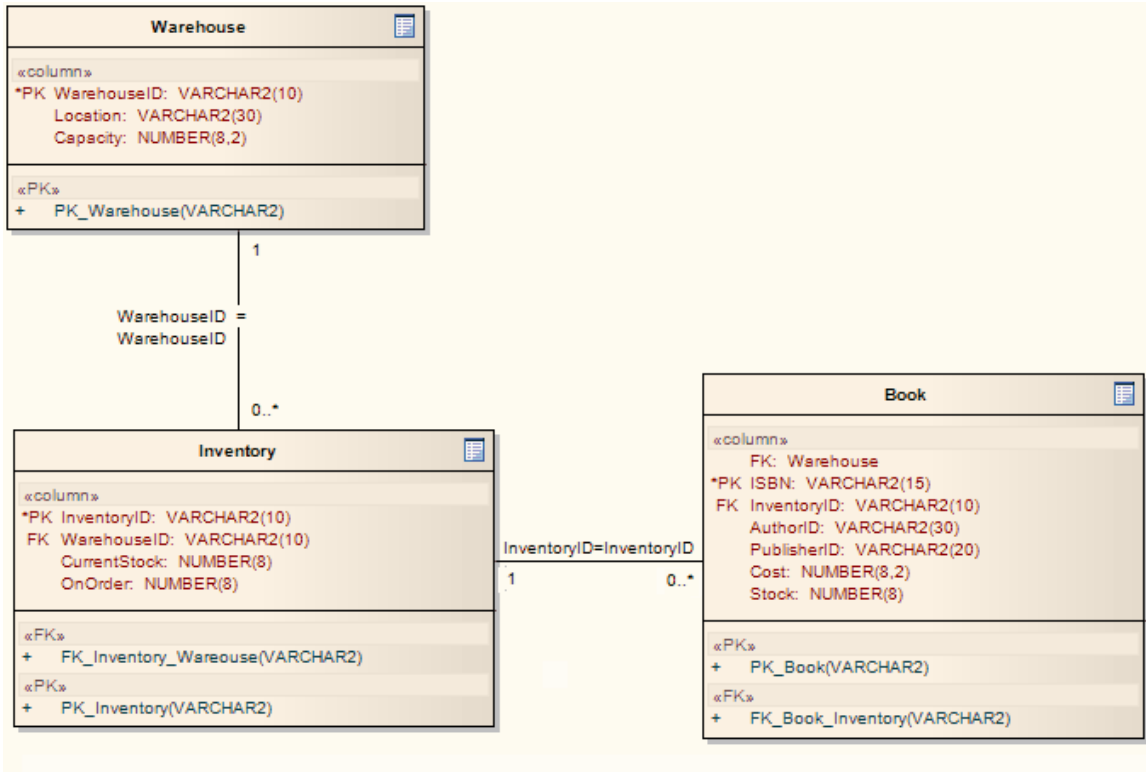 Warehouse
«column»
*PK WarehouseID: VARCHAR2(10)
Location: VARCHAR2(30)
Capacity: NUMBER(8,2)
«PK»
+ PK_Warehouse(VARCHAR2)
1
WarehouseID =
WarehouseID
0..*
Inventory
«column»
*PK InventoryID: VARCHAR2(10)
FK WarehouseID: VARCHAR2(10)
CurrentStock: NUMBER(8)
OnOrder: NUMBER(8)
«FK»
+ FK_Inventory_Wareouse(VARCHAR2)
«PK»
+ PK_Inventory(VARCHAR2)
InventoryID=InventoryID
1
0..*
Book
«column»
FK: Warehouse
*PK ISBN: VARCHAR2(15)
FK InventoryID: VARCHAR2(10)
AuthorID: VARCHAR2(30)
PublisherID: VARCHAR2(20)
Cost: NUMBER(8,2)
Stock: NUMBER(8)
«PK»
+ PK_Book(VARCHAR2)
«FK»
+ FK_Book_Inventory(VARCHAR2)